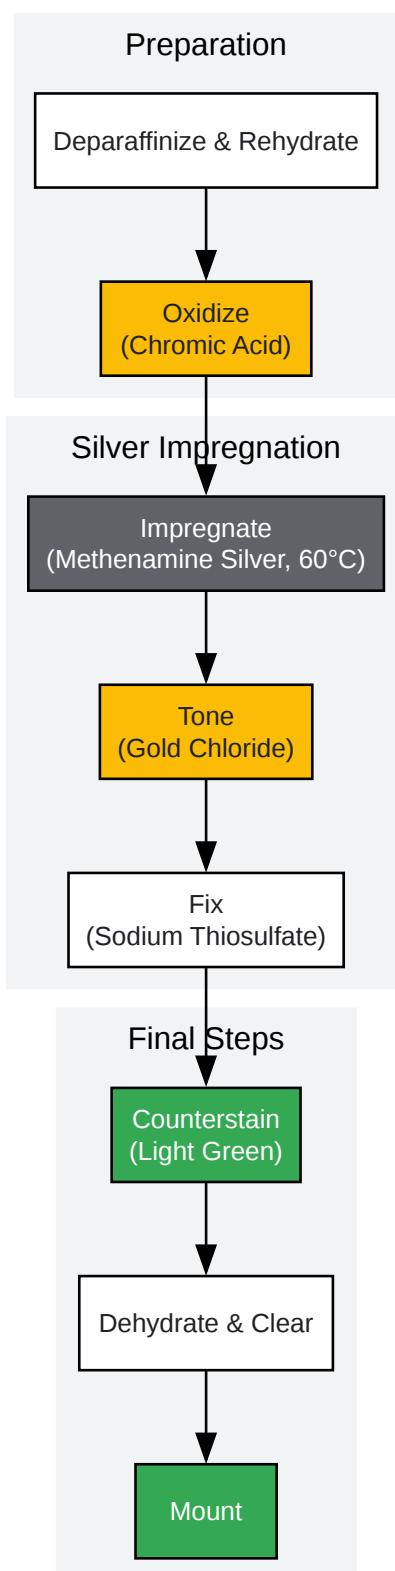 Preparation
Deparaffinize & Rehydrate
Oxidize
(Chromic Acid)
Silver Impregnation
Impregnate
(Methenamine Silver, 60°C)
Tone
(Gold Chloride)
Fix
(Sodium Thiosulfate)
Final Steps
Counterstain
(Light Green)
Dehydrate & Clear
Mount